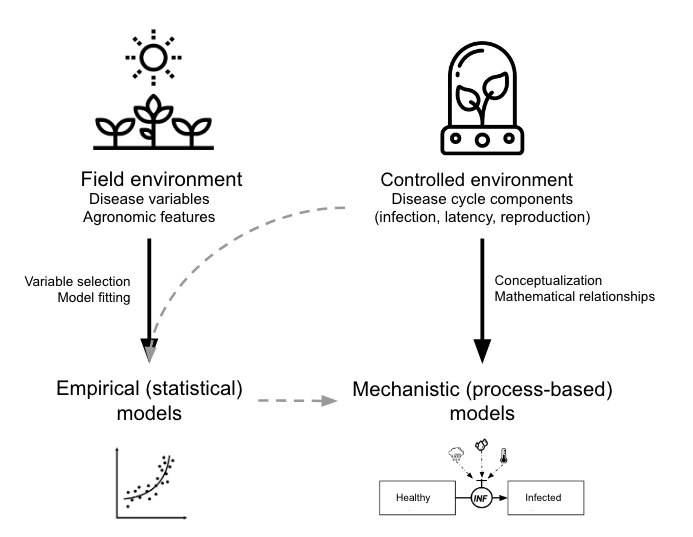 Field environment
Disease variables
Agronomic features
Controlled environment
Disease cycle components
(infection, latency, reproduction)
Variable selection
Model fitting
Conceptualization
Mathematical relationships
Empirical (statistical)
models
Mechanistic (process-based)
models
Healthy
INF
Infected